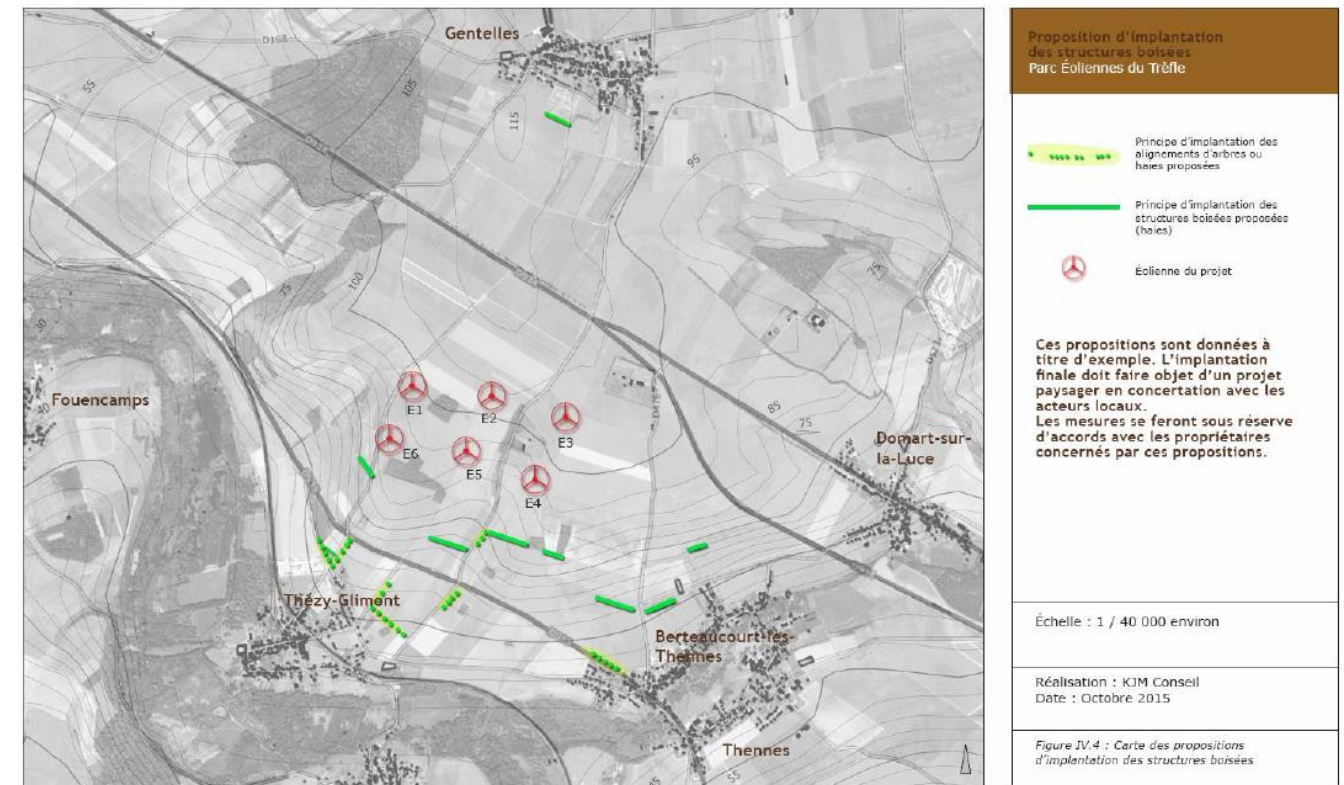 Gentelles
D168
55
105
115
95
D934
75
75
100
30
40
Fouencamps
E1
E2
E3
E6
E5
E4
85
75
Domart-sur-
la-Luce
Thézy-Glimont
Berteaucourt-les-
Thennes
Thennes
55
Proposition d'implantation
des structures boisées
Parc Éoliennes du Trèfle
Principe d'implantation des
alignements d'arbres ou
haies proposées
Principe d'implantation des
structures boisées proposées
(haies)
Éolienne du projet
Ces propositions sont données à
titre d'exemple. L'implantation
finale doit faire objet d'un projet
paysager en concertation avec les
acteurs locaux.
Les mesures se feront sous réserve
d'accords avec les propriétaires
concernés par ces propositions.
Échelle : 1 / 40 000 environ
Réalisation : KJM Conseil
Date : Octobre 2015
Figure IV.4 : Carte des propositions
d'implantation des structures boisées